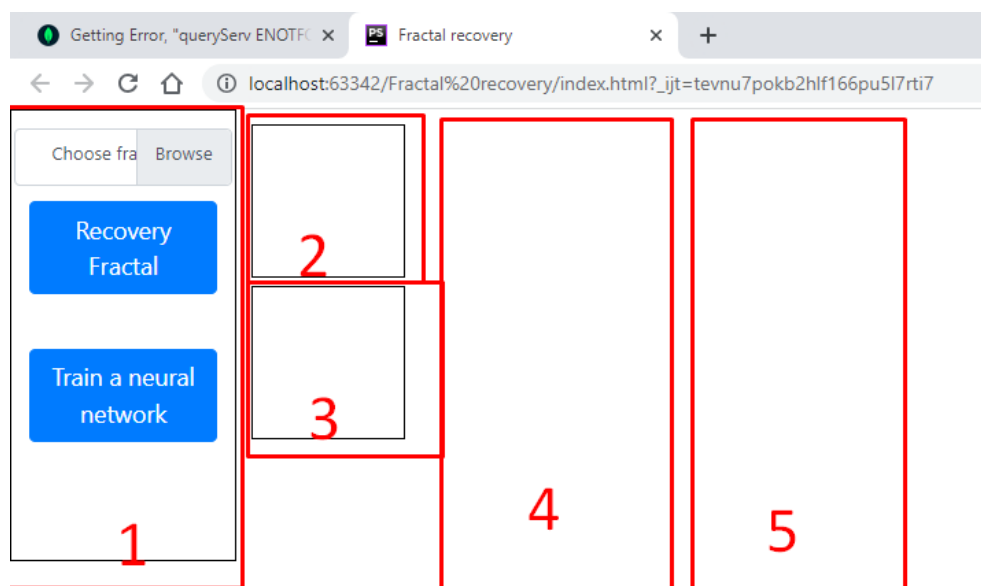 Getting Error, "queryServ ENOTF
PS Fractal recovery
localhost:63342/Fractal%20recovery/index.html?_ijt=tevnu7pokb2hlf166pu5l7rti7
Choose fra Browse
Recovery
Fractal
Train a neural
network
2
3
4
5
1